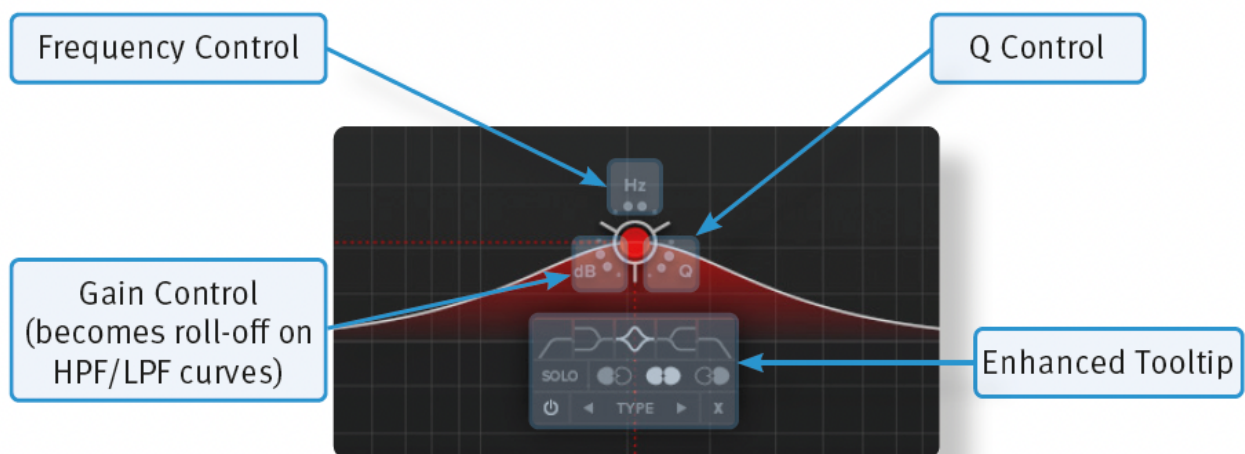 Frequency Control
Q Control
Hz
dB
Q
Gain Control
(becomes roll-off on
HPF/LPF curves)
Enhanced Tooltip
SOLO
TYPE
X